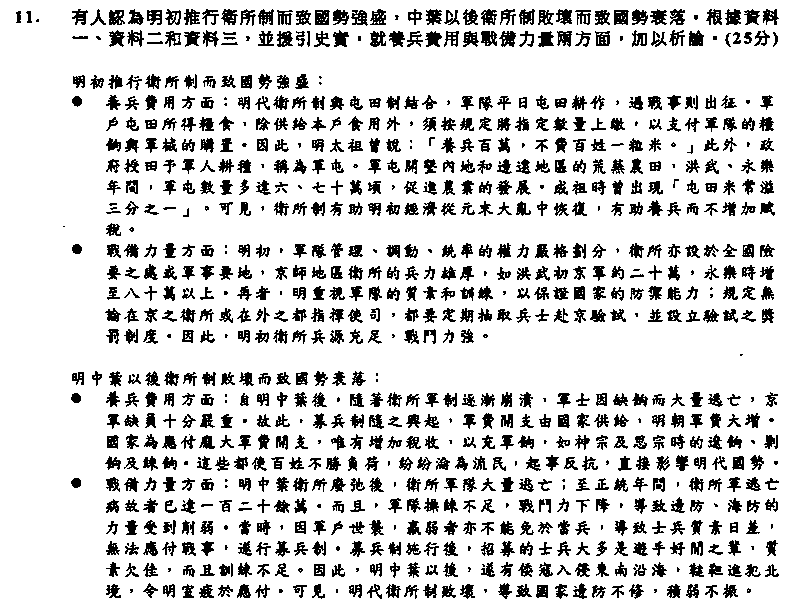 11. 有人認為明初推行衛所制而致國勢強盛，中葉以後衛所制敗壞而致國勢衰落。根據資料
一、資料二和資料三，並援引史實，就養兵費用與戰備力量兩方面，加以析論。(25分)
明初推行衛所制而致國勢強盛：
● 養兵費用方面：明代衛所制與屯田制結合，軍隊平日屯田耕作，遇戰事則出征。軍
戶屯田所得糧食，除供給本戶食用外，須按規定將指定數量上繳，以支付軍隊的糧
餉與軍械的購置。因此，明太祖曾說：「養兵百萬，不費百姓一粒米。」此外，政
府授田予軍人耕種，稱為軍屯。軍屯開墾內地和邊遠地區的荒蕪農田，洪武、永樂
年間，軍屯數量多達六、七十萬頃，促進農業的發展。成祖時曾出現「屯田米常溢
三分之一」。可見，衛所制有助明初經濟從元末大亂中恢復，有助養兵而不增加賦
稅。
● 戰備力量方面：明初，軍隊管理、調動、統率的權力嚴格劃分，衛所亦設於全國險
要之處或軍事要地，京師地區衛所的兵力雄厚，如洪武初京軍約二十萬，永樂時增
至八十萬以上。再者，明重視軍隊的質素和訓練，以保證國家的防禦能力；規定無
論在京之衛所或在外之都指揮使司，都要定期抽取兵士赴京驗試，並設立驗試之獎
罰制度。因此，明初衛所兵源充足，戰鬥力強。
明中葉以後衛所制敗壞而致國勢衰落：
● 養兵費用方面：自明中葉後，隨著衛所軍制逐漸崩潰，軍士因缺餉而大量逃亡，京
軍缺員十分嚴重。故此，募兵制隨之興起，軍費開支由國家供給，明朝軍費大增。
國家為應付龐大軍費開支，唯有增加稅收，以充軍餉，如神宗及思宗時的遼餉、剿
餉及練餉。這些都使百姓不勝負荷，紛紛淪為流民，起事反抗，直接影響明代國勢。
● 戰備力量方面：明中葉衛所廢弛後，衛所軍隊大量逃亡；至正統年間，衛所軍逃亡
病故者已達一百二十餘萬。而且，軍隊操練不足，戰鬥力下降，導致邊防、海防的
力量受到削弱。當時，因軍戶世襲，羸弱者亦不能免於當兵，導致士兵質素日差，
無法應付戰事，遂行募兵制。募兵制施行後，招募的士兵大多是遊手好閒之輩，質
素欠佳，而且訓練不足。因此，明中葉以後，遂有倭寇入侵東南沿海，韃靼進犯北
境，令明室疲於應付。可見，明代衛所制敗壞，導致國家邊防不修，積弱不振。